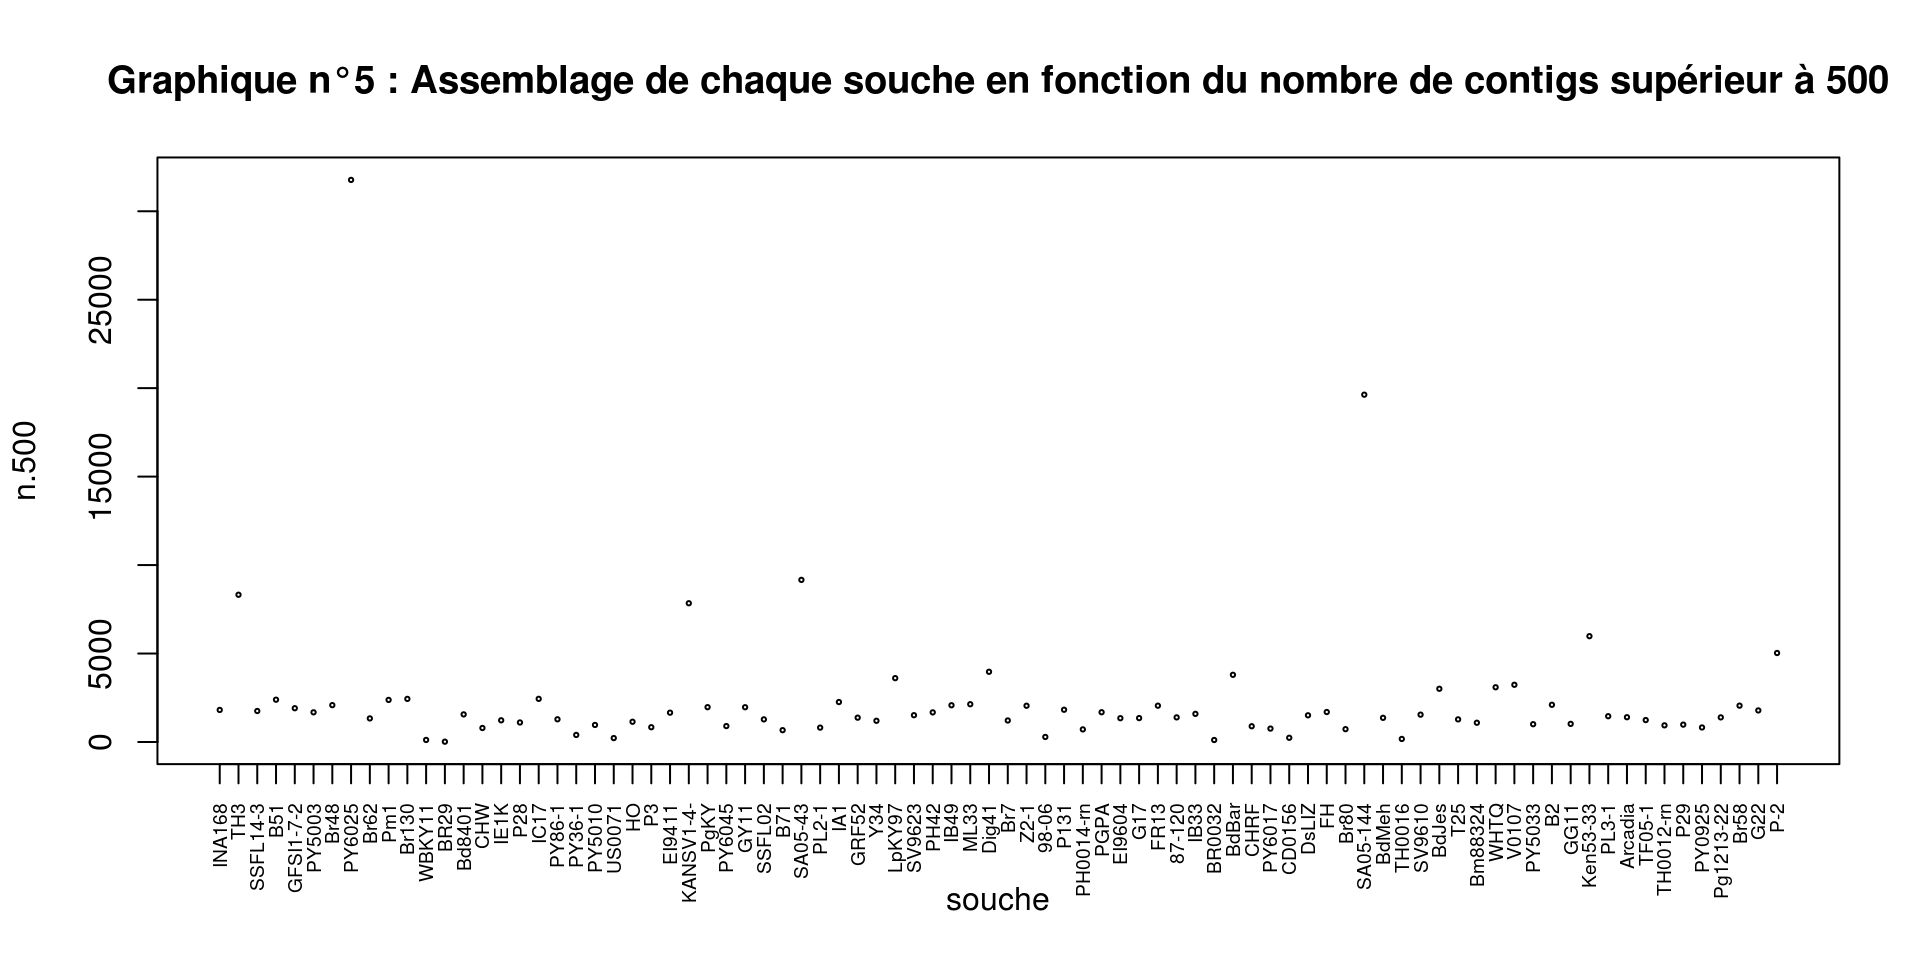 Graphique n°5 : Assemblage de chaque souche en fonction du nombre de contigs supérieur à 500
n.500
25000
15000
5000
0
INA168
TH3
SSFL14-3
B51
GFSI1-7-2
PY5003
Br48
PY6025
Br62
Pm1
Br130
WBKY11
BR29
Bd8401
CHW
IE1K
P28
IC17
PY86-1
PY36-1
PY5010
US0071
HO
P3
EI9411
KANSV1-4-
PgKY
PY6045
GY11
SSFL02
B71
SA05-43
PL2-1
IA1
GRF52
Y34
LpKY97
SV9623
PH42
IB49
ML33
Dig41
Br7
Z2-1
98-06
P131
PH0014-rn
PGPA
EI9604
G17
FR13
87-120
IB33
BR0032
BdBar
CHRF
PY6017
CD0156
DsLIZ
FH
Br80
SA05-144
BdMeh
TH0016
SV9610
BdJes
T25
Bm88324
WHTQ
V0107
PY5033
B2
GG11
Ken53-33
PL3-1
Arcadia
TF05-1
TH0012-rn
P29
PY0925
Pg1213-22
Br58
G22
P-2
souche